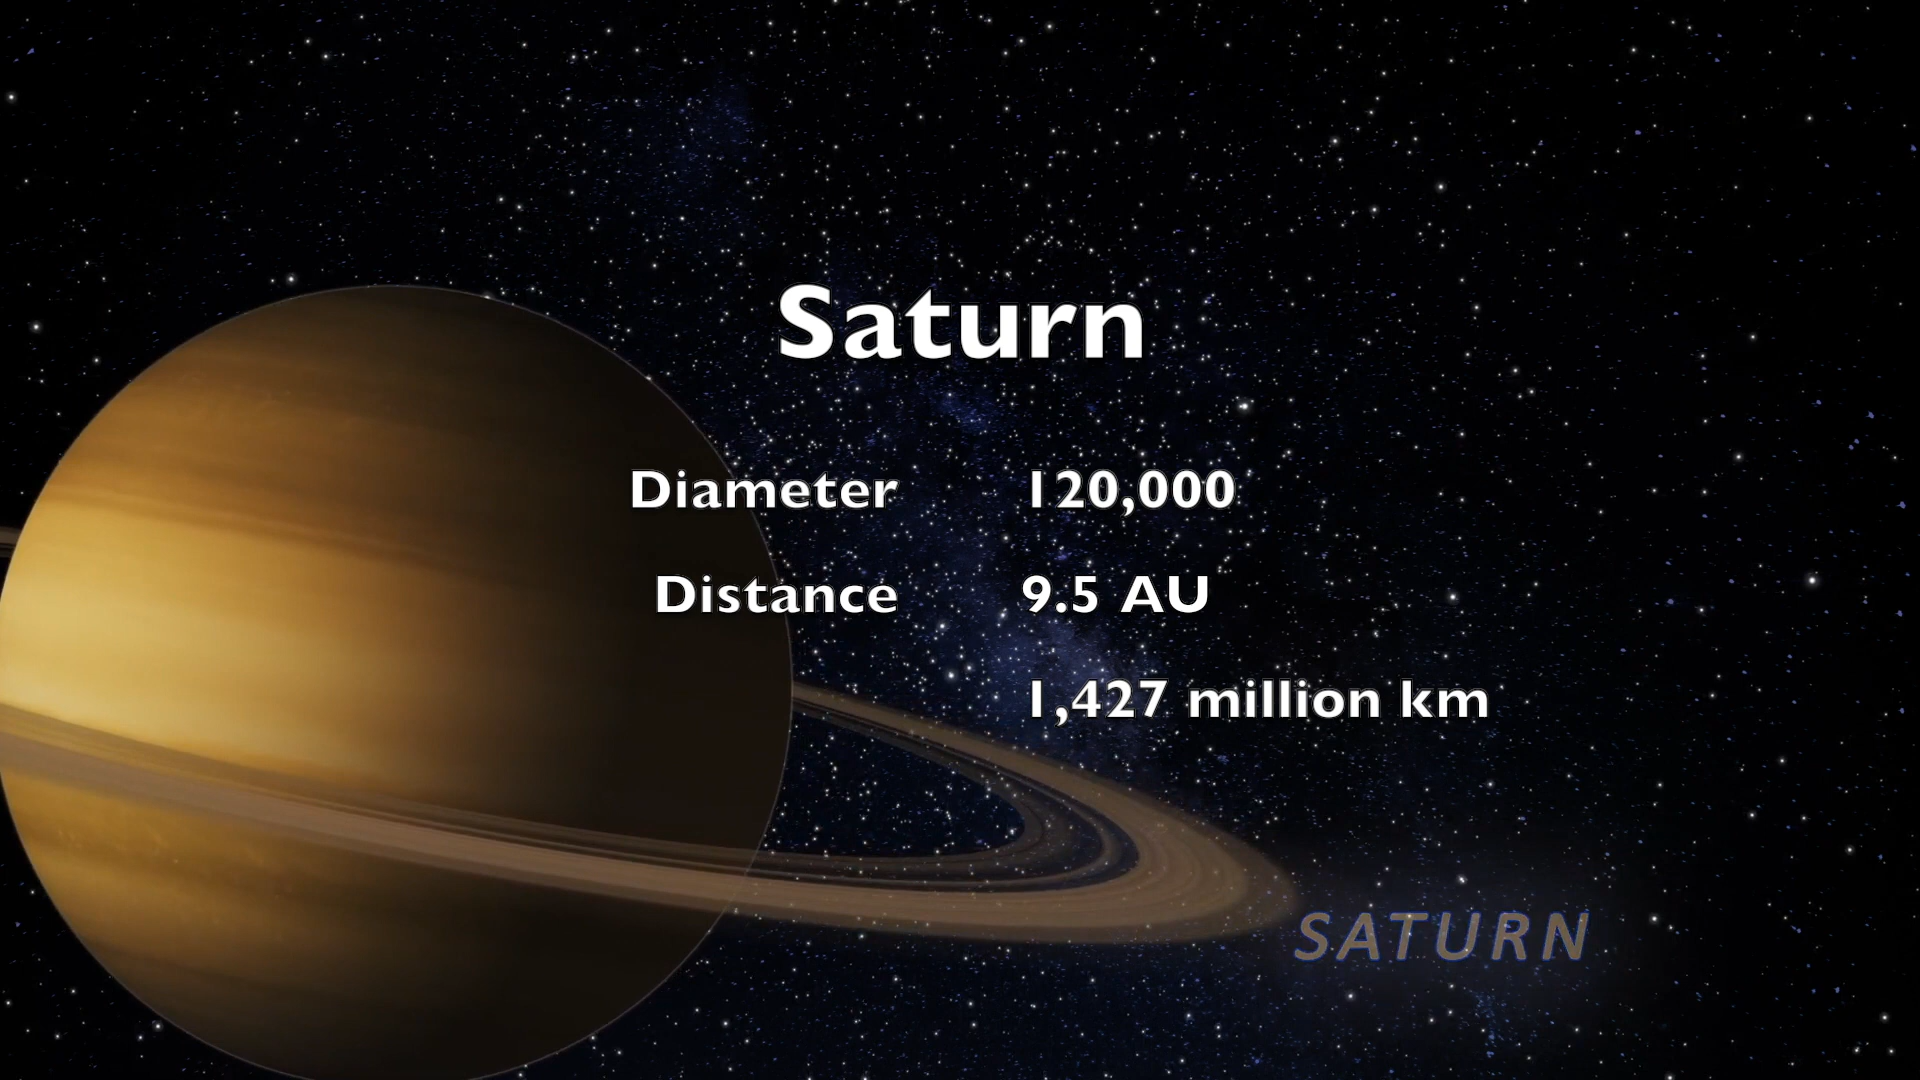 Saturn
Diameter 120,000
Distance 9.5 AU
1,427 million km
SATURN